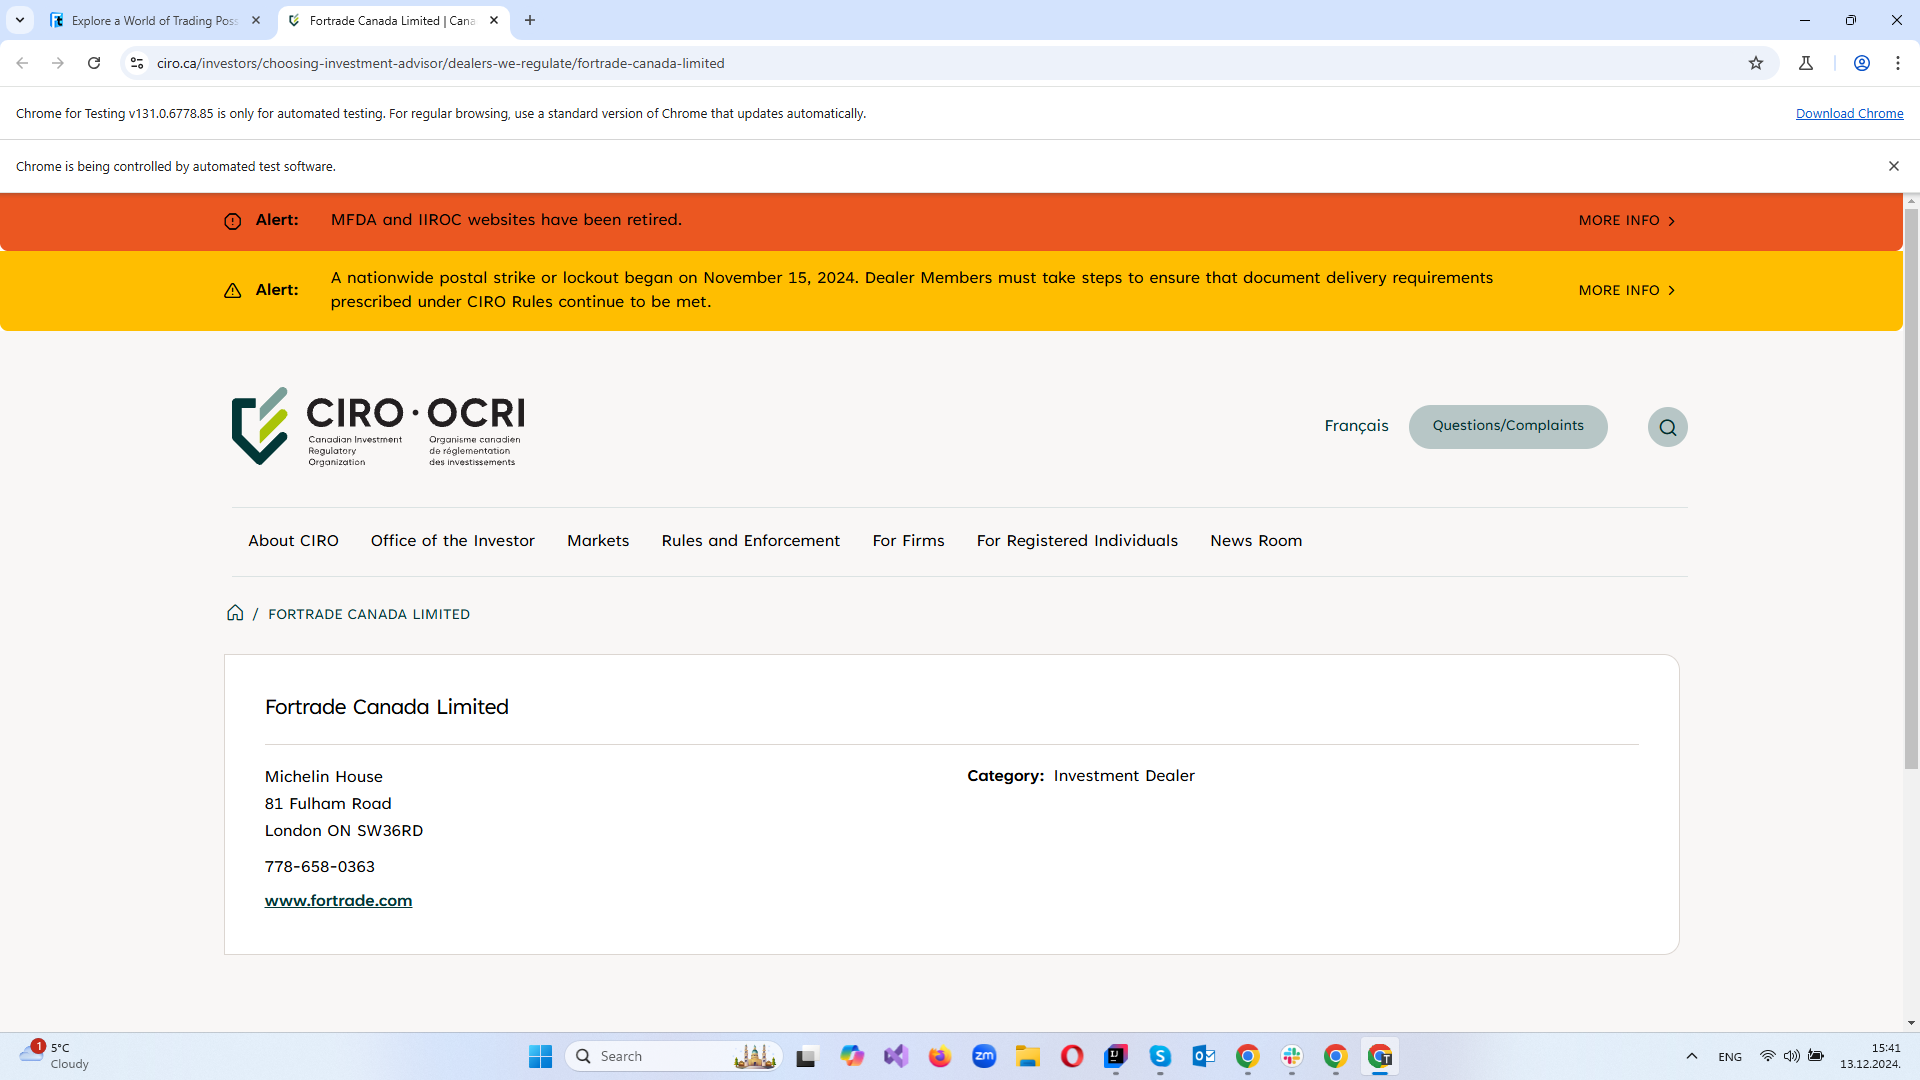 Explore a World of Trading Poss
Fortrade Canada Limited | Cana
ciro.ca/investors/choosing-investment-advisor/dealers-we-regulate/fortrade-canada-limited
Chrome for Testing v131.0.6778.85 is only for automated testing. For regular browsing, use a standard version of Chrome that updates automatically.
Download Chrome
Chrome is being controlled by automated test software.
Alert: MFDA and IIROC websites have been retired. MORE INFO
Alert: A nationwide postal strike or lockout began on November 15, 2024. Dealer Members must take steps to ensure that document delivery requirements
prescribed under CIRO Rules continue to be met.
MORE INFO
CIRO · OCRI
Canadian Investment
Regulatory
Organization
Organisme canadien
de réglementation
des investissements
Français
Questions/Complaints
About CIRO Office of the Investor Markets Rules and Enforcement For Firms For Registered Individuals News Room
/ FORTRADE CANADA LIMITED
Fortrade Canada Limited
Michelin House
81 Fulham Road
London ON SW36RD
778-658-0363
www.fortrade.com
Category: Investment Dealer
1
5°C
Cloudy
Search
zm
ENG
15:41
13.12.2024.